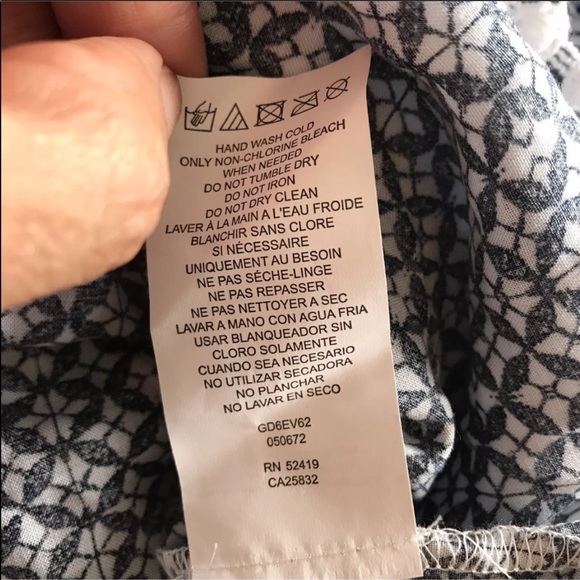 HAND WASH COLD
ONLY NON-CHLORINE BLEACH
WHEN NEEDED
DO NOT TUMBLE DRY
DO NOT IRON
DO NOT DRY CLEAN
LAVER À LA MAIN A L'EAU FROIDE
BLANCHIR SANS CLORE
SI NÉCESSAIRE
UNIQUEMENT AU BESOIN
NE PAS SÉCHE-LINGE
NE PAS REPASSER
NE PAS NETTOYER A SEC
LAVAR A MANO CON AGUA FRIA
USAR BLANQUEADOR SIN
CLORO SOLAMENTE
CUANDO SEA NECESSARIO
NO UTILIZAR SECADORA
NO PLANCHAR
NO LAVAR EN SECO
GD6EV62
050672
RN 52419
CA25832